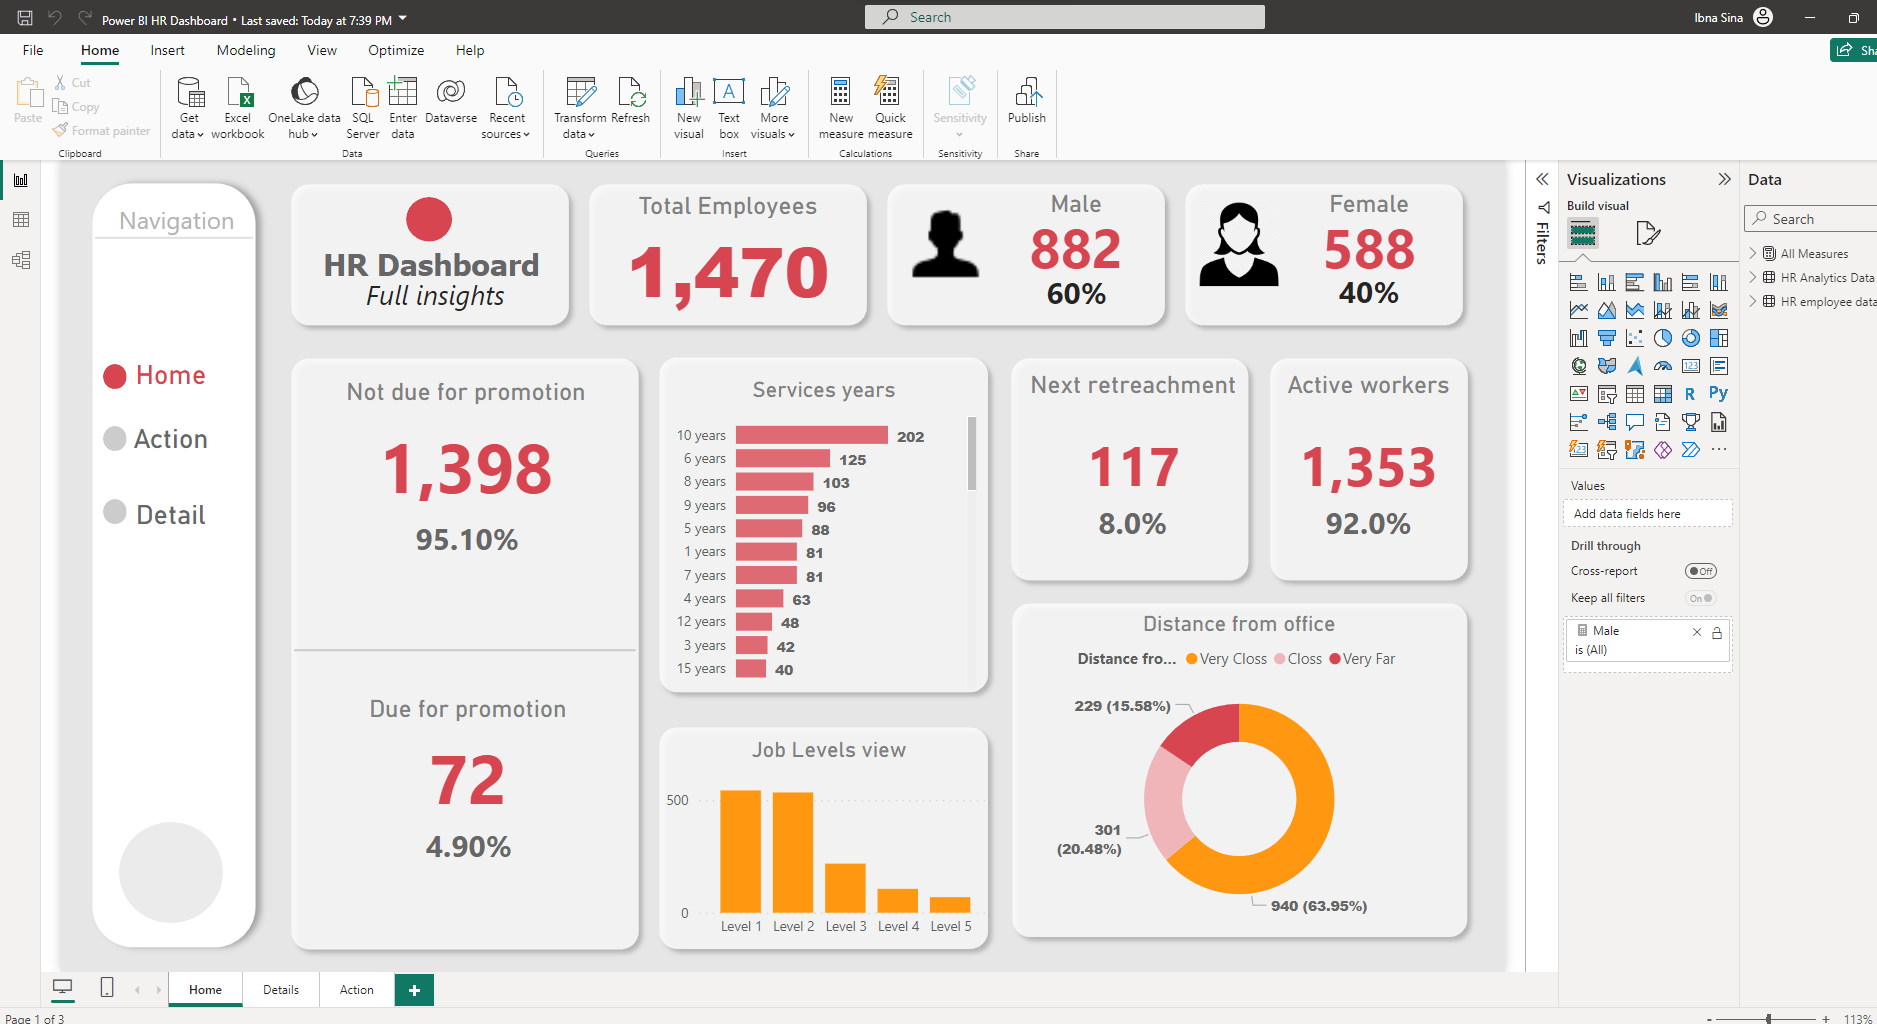 Power BI HR Dashboard • Last saved: Today at 7:39 PM
Search
Ibna Sina
File Home Insert Modeling View Optimize Help
Paste
Cut
Copy
Format painter
Clipboard
Get data
Excel workbook
OneLake data hub
SQL Server
Enter data
Dataverse
Recent sources
Data
Transform data
Refresh
Queries
New visual
Text box
More visuals
Insert
New measure
Quick measure
Calculations
Sensitivity
Sensitivity
Publish
Share
Navigation
Home
Action
Detail
HR Dashboard
Full insights
Total Employees
1,470
Male
882
60%
Female
588
40%
Not due for promotion
1,398
95.10%
Due for promotion
72
4.90%
Services years
10 years 202
6 years 125
8 years 103
9 years 96
5 years 88
1 years 81
7 years 81
4 years 63
12 years 48
3 years 42
15 years 40
Job Levels view
500
0
Level 1 Level 2 Level 3 Level 4 Level 5
Next retreachment
117
8.0%
Active workers
1,353
92.0%
Distance from office
Distance fro... Very Closs Closs Very Far
229 (15.58%)
301
(20.48%)
940 (63.95%)
Filters
Visualizations
Build visual
123
R Py
123
Values
Add data fields here
Drill through
Cross-report Off
Keep all filters On
Male
is (All)
Data
Search
All Measures
HR Analytics Data
HR employee data
Home Details Action
Page 1 of 3
- + 113%